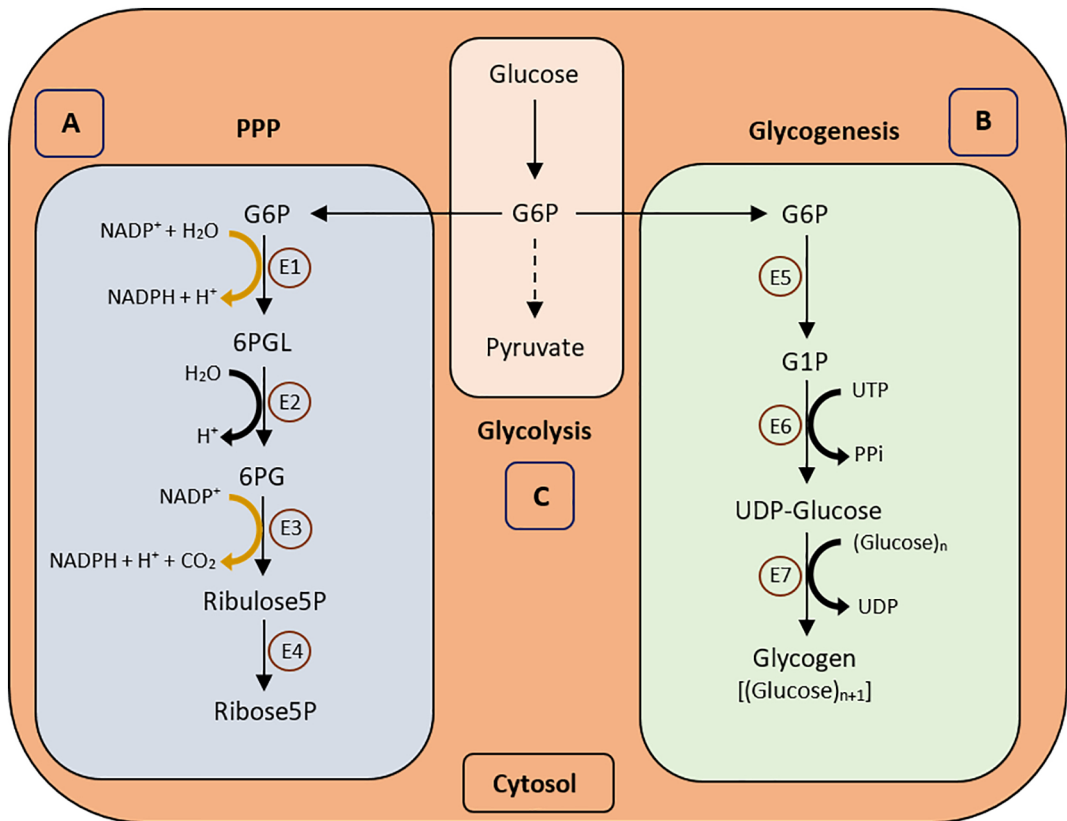 A
PPP
G6P
NADP⁺ + H₂O
E1
NADPH + H⁺
6PGL
H₂O
E2
H⁺
6PG
NADP⁺
E3
NADPH + H⁺ + CO₂
Ribulose5P
E4
Ribose5P
Glucose
G6P
Pyruvate
Glycolysis
C
Cytosol
B
Glycogenesis
G6P
E5
G1P
UTP
E6
PPi
UDP-Glucose
(Glucose)ₙ
E7
UDP
Glycogen
[(Glucose)ₙ₊₁]